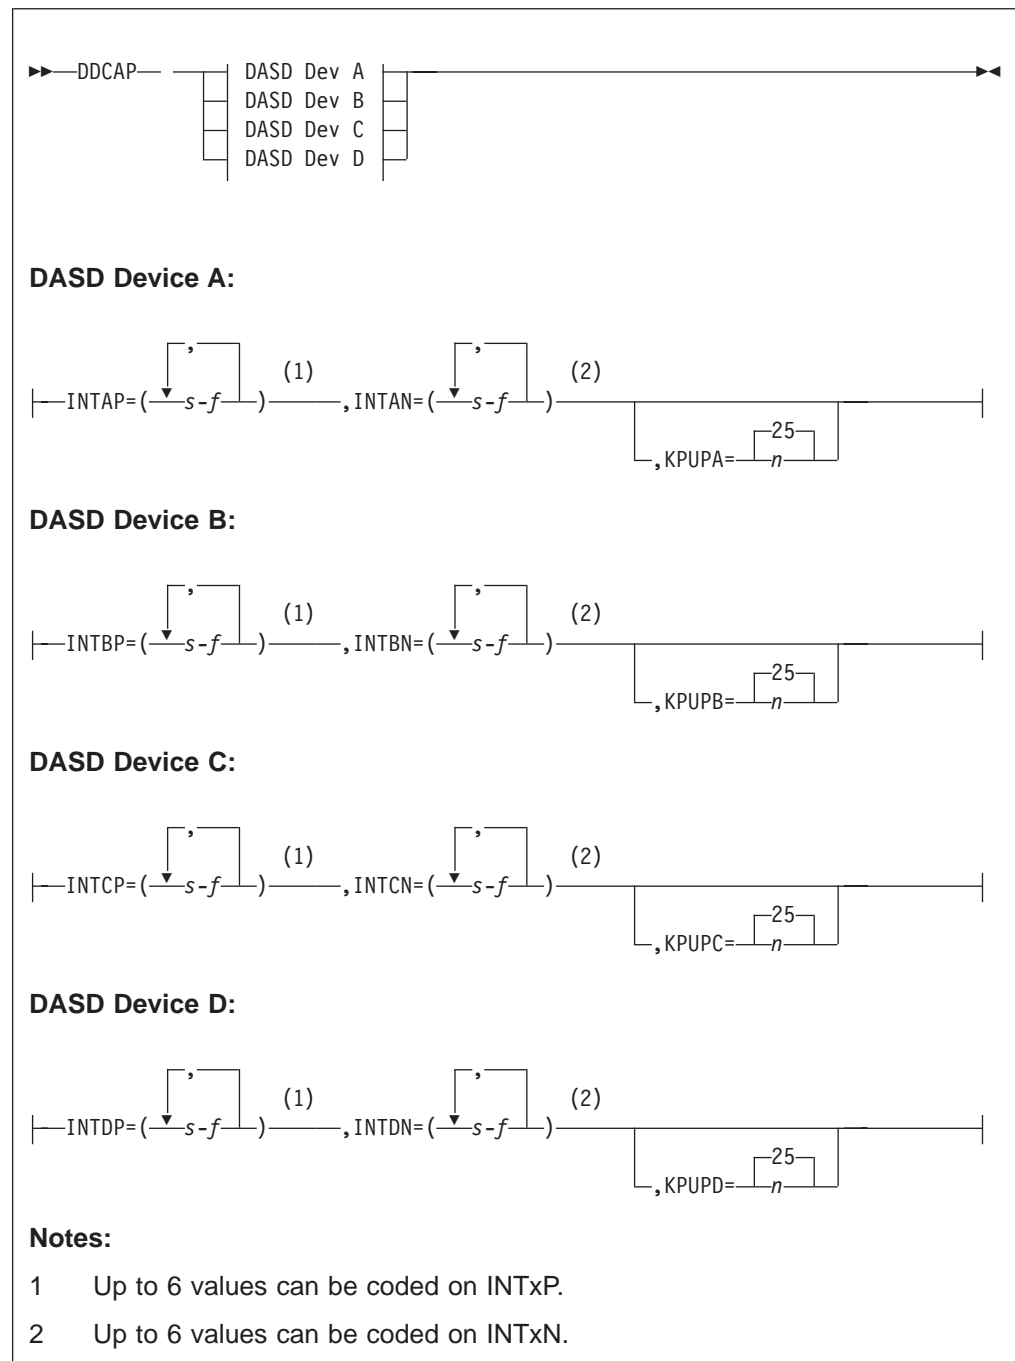 DDCAP DASD Dev A
DASD Dev B
DASD Dev C
DASD Dev D
DASD Device A:
, ,
(1) (2)
INTAP=( s-f ) ,INTAN=( s-f )
25
,KPUPA= n
DASD Device B:
, ,
(1) (2)
INTBP=( s-f ) ,INTBN=( s-f )
25
,KPUPB= n
DASD Device C:
, ,
(1) (2)
INTCP=( s-f ) ,INTCN=( s-f )
25
,KPUPC= n
DASD Device D:
, ,
(1) (2)
INTDP=( s-f ) ,INTDN=( s-f )
25
,KPUPD= n
Notes:
1 Up to 6 values can be coded on INTxP.
2 Up to 6 values can be coded on INTxN.